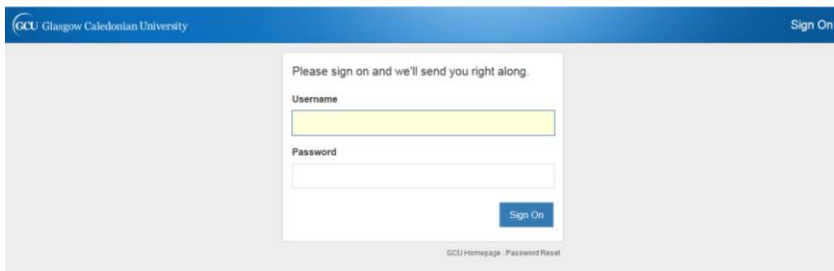 GCU Glasgow Caledonian University
Sign On
Please sign on and we'll send you right along.
Username
Password
Sign On
GCU Homepage Password Reset